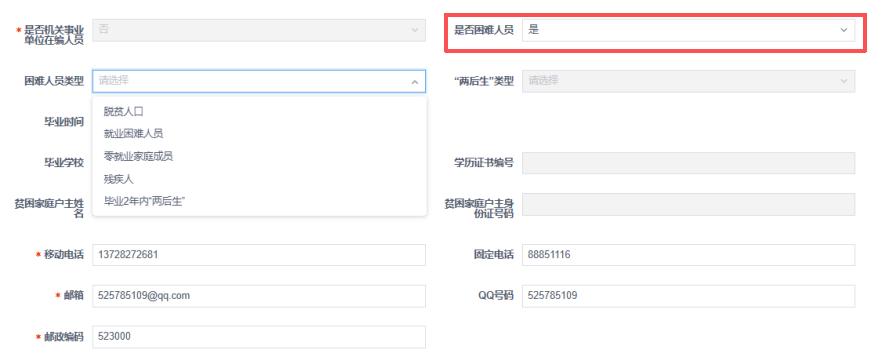 * 是否机关事业单位在编人员 否
是否困难人员 是
困难人员类型 请选择
“两后生”类型 请选择
脱贫人口
毕业时间
就业困难人员
毕业学校
零就业家庭成员
学历证书编号
残疾人
毕业2年内“两后生”
贫困家庭户主姓名
贫困家庭户主身份证号码
* 移动电话 13728272681
固定电话 88851116
* 邮箱 525785109@qq.com
QQ号码 525785109
* 邮政编码 523000